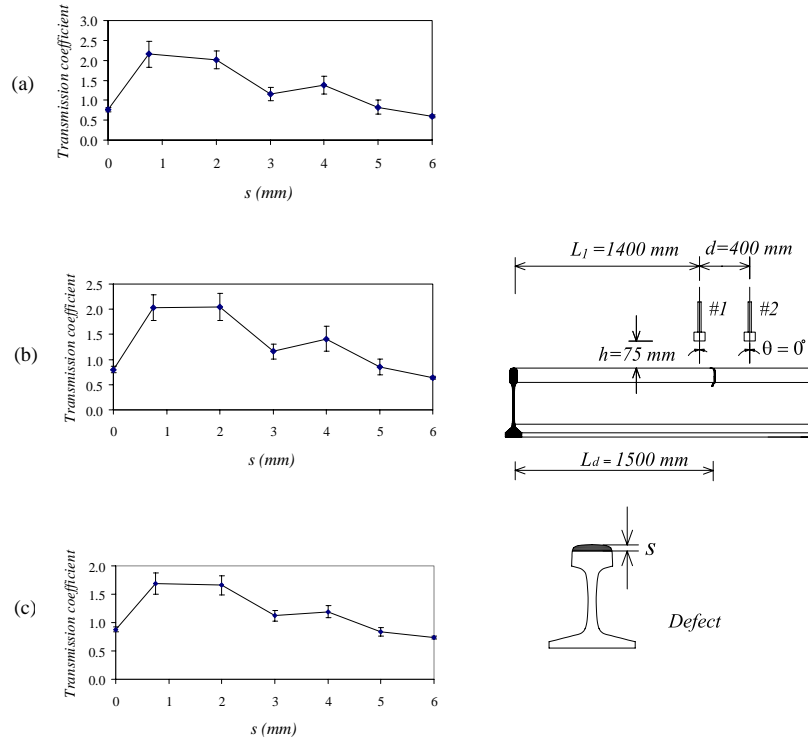 (a)
Transmission coefficient
3.0
2.5
2.0
1.5
1.0
0.5
0.0
0 1 2 3 4 5 6
s (mm)
(b)
Transmission coefficient
2.5
2.0
1.5
1.0
0.5
0.0
0 1 2 3 4 5 6
s (mm)
L1 =1400 mm d=400 mm
#1 #2
h=75 mm
θ = 0°
Ld = 1500 mm
(c)
Transmission coefficient
2.0
1.5
1.0
0.5
0.0
0 1 2 3 4 5 6
s (mm)
s
Defect